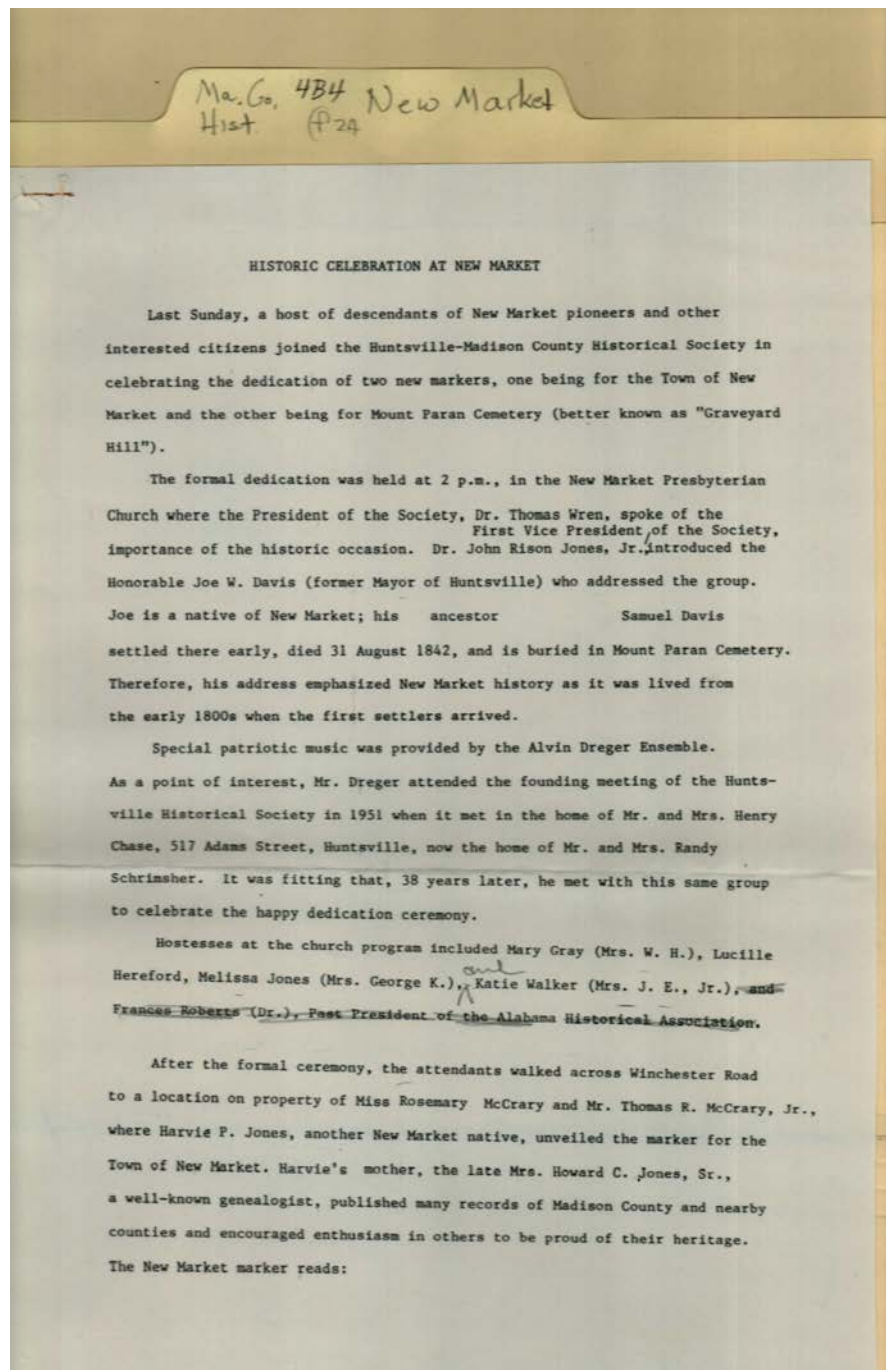 Ma. Co. 4B4 New Market
Hist f24
HISTORIC CELEBRATION AT NEW MARKET
Last Sunday, a host of descendants of New Market pioneers and other
interested citizens joined the Huntsville-Madison County Historical Society in
celebrating the dedication of two new markers, one being for the Town of New
Market and the other being for Mount Paran Cemetery (better known as "Graveyard
Hill").
The formal dedication was held at 2 p.m., in the New Market Presbyterian
Church where the President of the Society, Dr. Thomas Wren, spoke of the
First Vice President of the Society,
importance of the historic occasion. Dr. John Rison Jones, Jr., introduced the
Honorable Joe W. Davis (former Mayor of Huntsville) who addressed the group.
Joe is a native of New Market; his ancestor Samuel Davis
settled there early, died 31 August 1842, and is buried in Mount Paran Cemetery.
Therefore, his address emphasized New Market history as it was lived from
the early 1800s when the first settlers arrived.
Special patriotic music was provided by the Alvin Dreger Ensemble.
As a point of interest, Mr. Dreger attended the founding meeting of the Hunts-
ville Historical Society in 1951 when it met in the home of Mr. and Mrs. Henry
Chase, 517 Adams Street, Huntsville, now the home of Mr. and Mrs. Randy
Schrimsher. It was fitting that, 38 years later, he met with this same group
to celebrate the happy dedication ceremony.
Hostesses at the church program included Mary Gray (Mrs. W. H.), Lucille
Hereford, Melissa Jones (Mrs. George K.), and Katie Walker (Mrs. J. E., Jr.), and
Frances Roberts (Dr.), Past President of the Alabama Historical Association.
After the formal ceremony, the attendants walked across Winchester Road
to a location on property of Miss Rosemary McCrary and Mr. Thomas R. McCrary, Jr.,
where Harvie P. Jones, another New Market native, unveiled the marker for the
Town of New Market. Harvie's mother, the late Mrs. Howard C. Jones, Sr.,
a well-known genealogist, published many records of Madison County and nearby
counties and encouraged enthusiasm in others to be proud of their heritage.
The New Market marker reads: